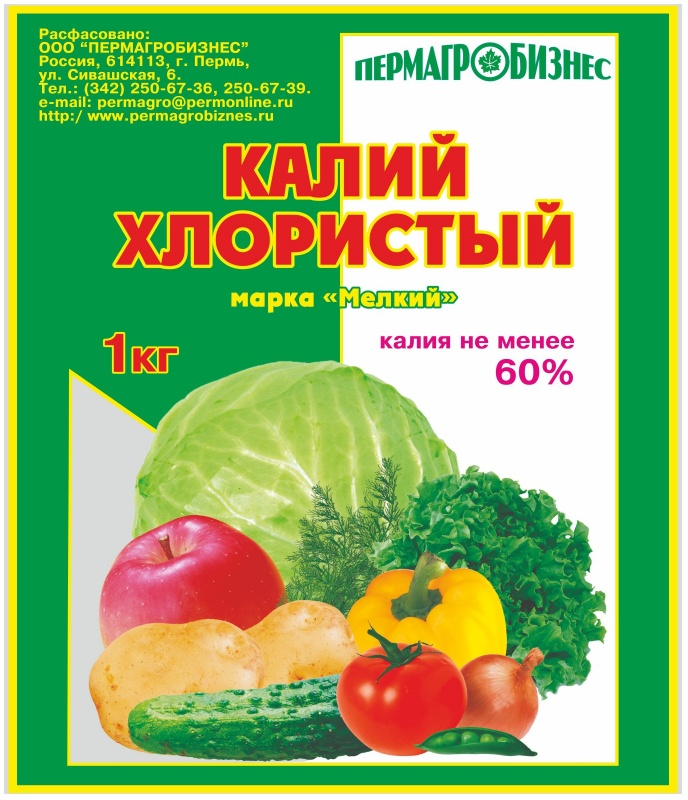 Расфасовано:
ООО “ПЕРМАГРОБИЗНЕС”
Россия, 614113, г. Пермь,
ул. Сивашская, 6.
Тел.: (342) 250-67-36, 250-67-39.
e-mail: permagro@permonline.ru
http:/ www.permagrobiznes.ru
ПЕРМАГРОБИЗНЕС
КАЛИЙ
ХЛОРИСТЫЙ
марка «Мелкий»
1кг
калия не менее
60%